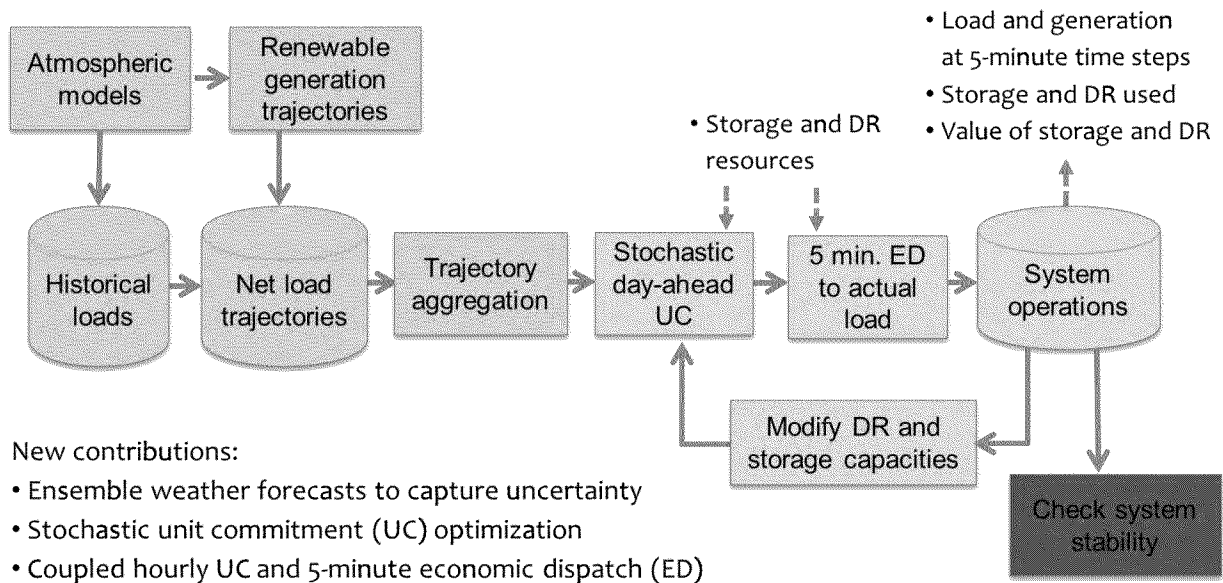 Atmospheric
models
Renewable
generation
trajectories
• Load and generation
at 5-minute time steps
• Storage and DR used
• Value of storage and DR
• Storage and DR
resources
Historical
loads
Net load
trajectories
Trajectory
aggregation
Stochastic
day-ahead
UC
5 min. ED
to actual
load
System
operations
Modify DR and
storage capacities
Check system
stability
New contributions:
• Ensemble weather forecasts to capture uncertainty
• Stochastic unit commitment (UC) optimization
• Coupled hourly UC and 5-minute economic dispatch (ED)